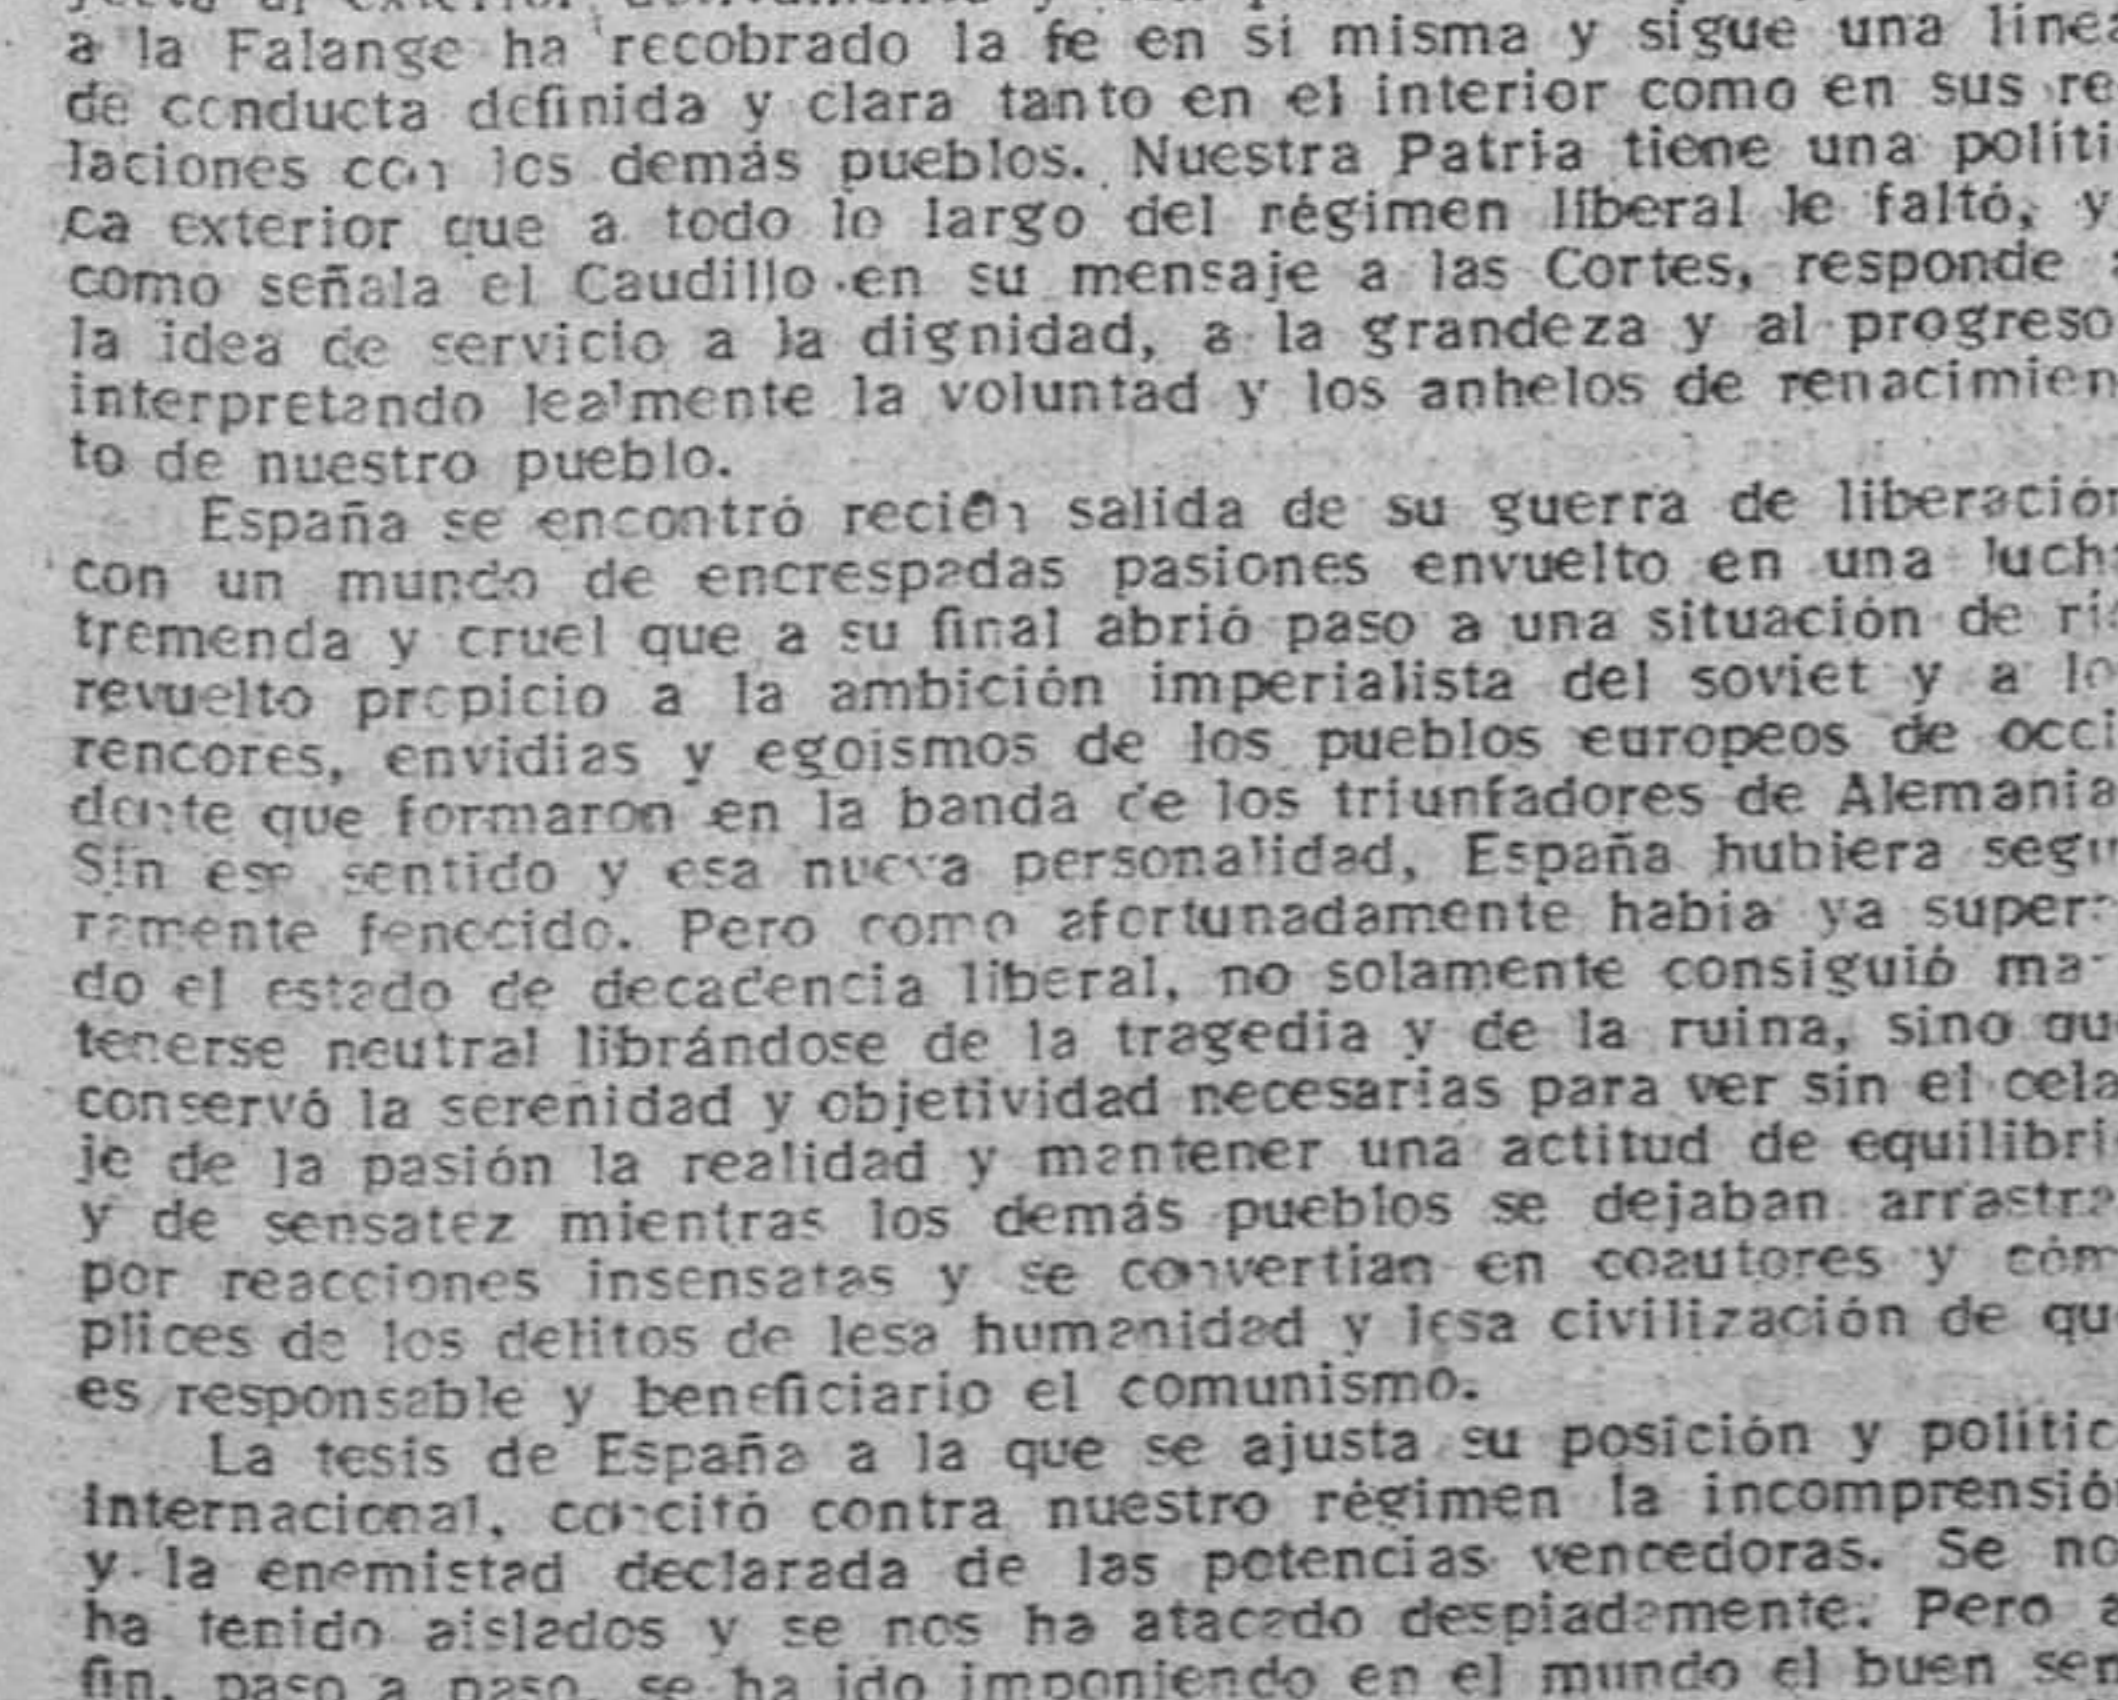 a la Falange ha recobrado la fe en si misma y sigue una linea
de conducta definida y clara tanto en el interior como en sus re
laciones con los demás pueblos. Nuestra Patria tiene una politi
ca exterior que a todo lo largo del régimen liberal le faltó, y
como señala el Caudillo en su mensaje a las Cortes, responde a
la idea de servicio a la dignidad, a la grandeza y al progreso
interpretando lealmente la voluntad y los anhelos de renacimien
to de nuestro pueblo.
España se encontró recién salida de su guerra de liberación
con un mundo de encrespadas pasiones envuelto en una lucha
tremenda y cruel que a su final abrió paso a una situación de
revuelto propicio a la ambición imperialista del soviet y a lo
rencores, envidias y egoismos de los pueblos europeos de occi
dente que formaron en la banda de los triunfadores de Alemania
Sin ese sentido y esa nueva personalidad, España hubiera segu
ramente fenecido. Pero como afortunadamente habia ya supera
do el estado de decadencia liberal, no solamente consiguió ma-
tenerse neutral librándose de la tragedia y de la ruina, sino qu
conservó la serenidad y objetividad necesarias para ver sin el cela
je de la pasión la realidad y mantener una actitud de equilibri
y de sensatez mientras los demás pueblos se dejaban arrastra
por reacciones insensatas y se convertian en coautores y cóm
plices de los delitos de lesa humanidad y lesa civilización de qu
es responsable y beneficiario el comunismo.
La tesis de España a la que se ajusta su posición y politic
internacional, concitó contra nuestro régimen la incomprensió
y la enemistad declarada de las potencias vencedoras. Se no
ha tenido aislados y se nos ha atacado despiadamente. Pero a
fin, paso a paso, se ha ido imponiendo en el mundo el buen sen